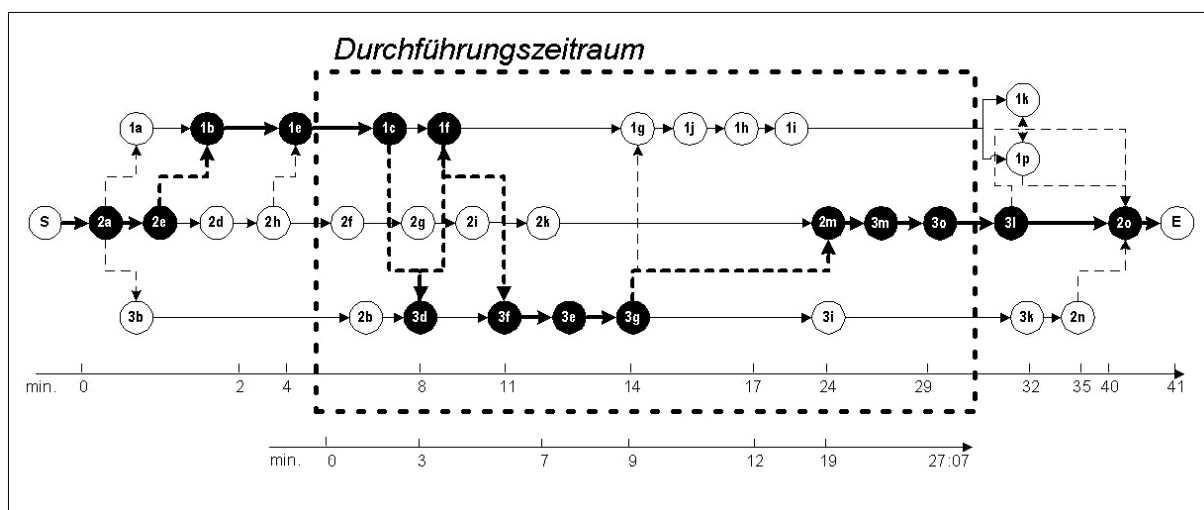 Durchführungszeitraum
1k
1a 1b 1e 1c 1f 1g 1j 1h 1i
1p
S 2a 2e 2d 2h 2f 2g 2i 2k 2m 3m 3o 3l 2o E
3b 2b 3d 3f 3e 3g 3i 3k 2n
min. 0 2 4 8 11 14 17 24 29 32 35 40 41
min. 0 3 7 9 12 19 27:07